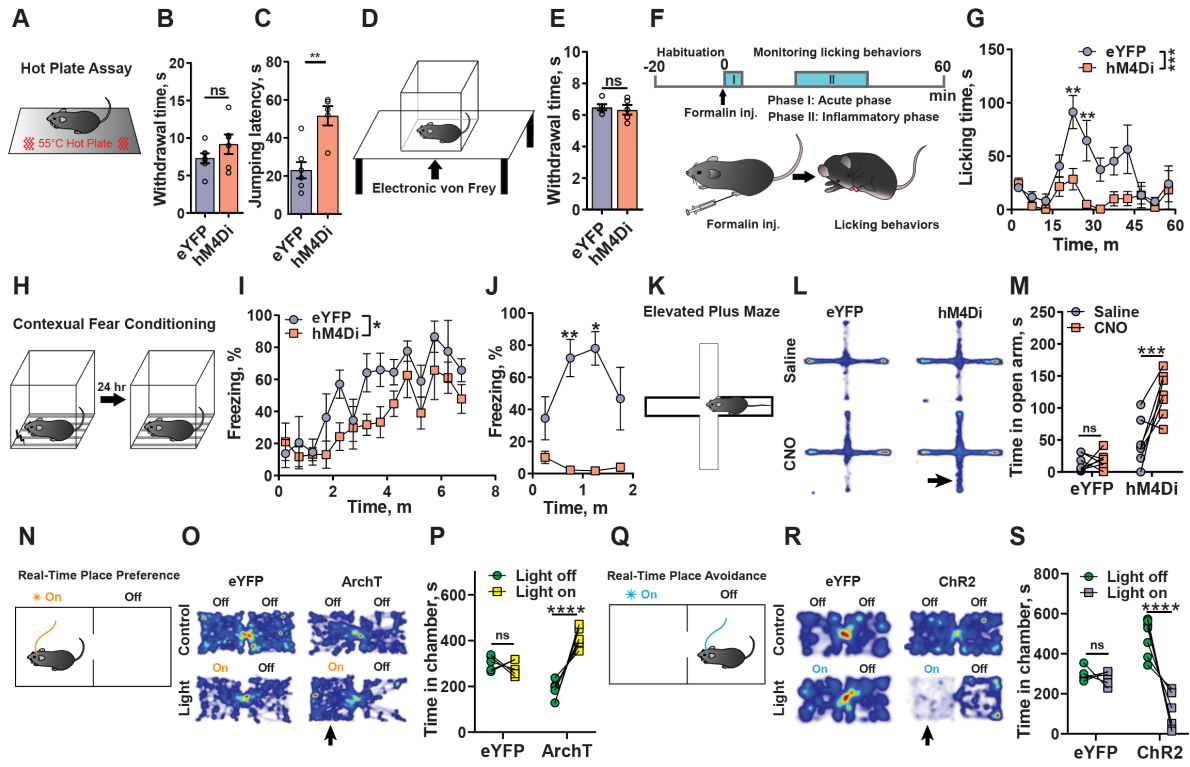 A
Hot Plate Assay
55°C Hot Plate
B
Withdrawal time, s
20
15
10
5
0
ns
eYFP
hM4Di
C
Jumping latency, s
80
60
40
20
0
**
eYFP
hM4Di
D
Electronic von Frey
E
Withdrawal time, s
10
8
6
4
2
0
ns
eYFP
hM4Di
F
Habituation
Monitoring licking behaviors
-20
0
60
I
II
min
Formalin inj.
Phase I: Acute phase
Phase II: Inflammatory phase
Formalin inj.
Licking behaviors
G
Licking time, s
150
100
50
0
eYFP
hM4Di
***
**
**
0
15
30
45
60
Time, m
H
Contexual Fear Conditioning
24 hr
I
Freezing, %
100
80
60
40
20
0
eYFP
hM4Di
*
0
2
4
6
8
Time, m
J
Freezing, %
100
80
60
40
20
0
**
*
0
1
2
Time, m
K
Elevated Plus Maze
L
eYFP
hM4Di
Saline
CNO
M
Time in open arm, s
250
200
150
100
50
0
Saline
CNO
ns
***
eYFP
hM4Di
N
Real-Time Place Preference
On
Off
O
eYFP
ArchT
Off
Off
Off
Off
Control
On
Off
On
Off
Light
P
Time in chamber, s
600
400
200
0
Light off
Light on
ns
****
eYFP
ArchT
Q
Real-Time Place Avoidance
On
Off
R
eYFP
ChR2
Off
Off
Off
Off
Control
On
Off
On
Off
Light
S
Time in chamber, s
800
600
400
200
0
Light off
Light on
ns
****
eYFP
ChR2